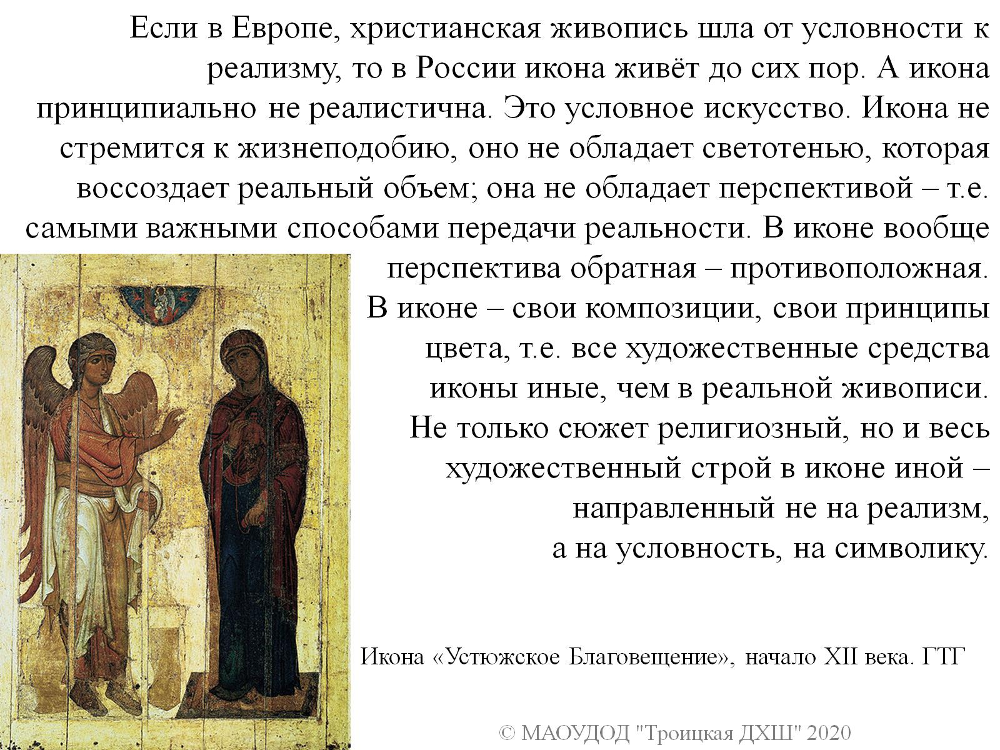 Если в Европе, христианская живопись шла от условности к
реализму, то в России икона живёт до сих пор. А икона
принципиально не реалистична. Это условное искусство. Икона не
стремится к жизнеподобию, оно не обладает светотенью, которая
воссоздает реальный объем; она не обладает перспективой – т.е.
самыми важными способами передачи реальности. В иконе вообще
перспектива обратная – противоположная.
В иконе – свои композиции, свои принципы
цвета, т.е. все художественные средства
иконы иные, чем в реальной живописи.
Не только сюжет религиозный, но и весь
художественный строй в иконе иной –
направленный не на реализм,
а на условность, на символику.
Икона «Устюжское Благовещение», начало XII века. ГТГ
© МАОУДОД "Троицкая ДХШ" 2020